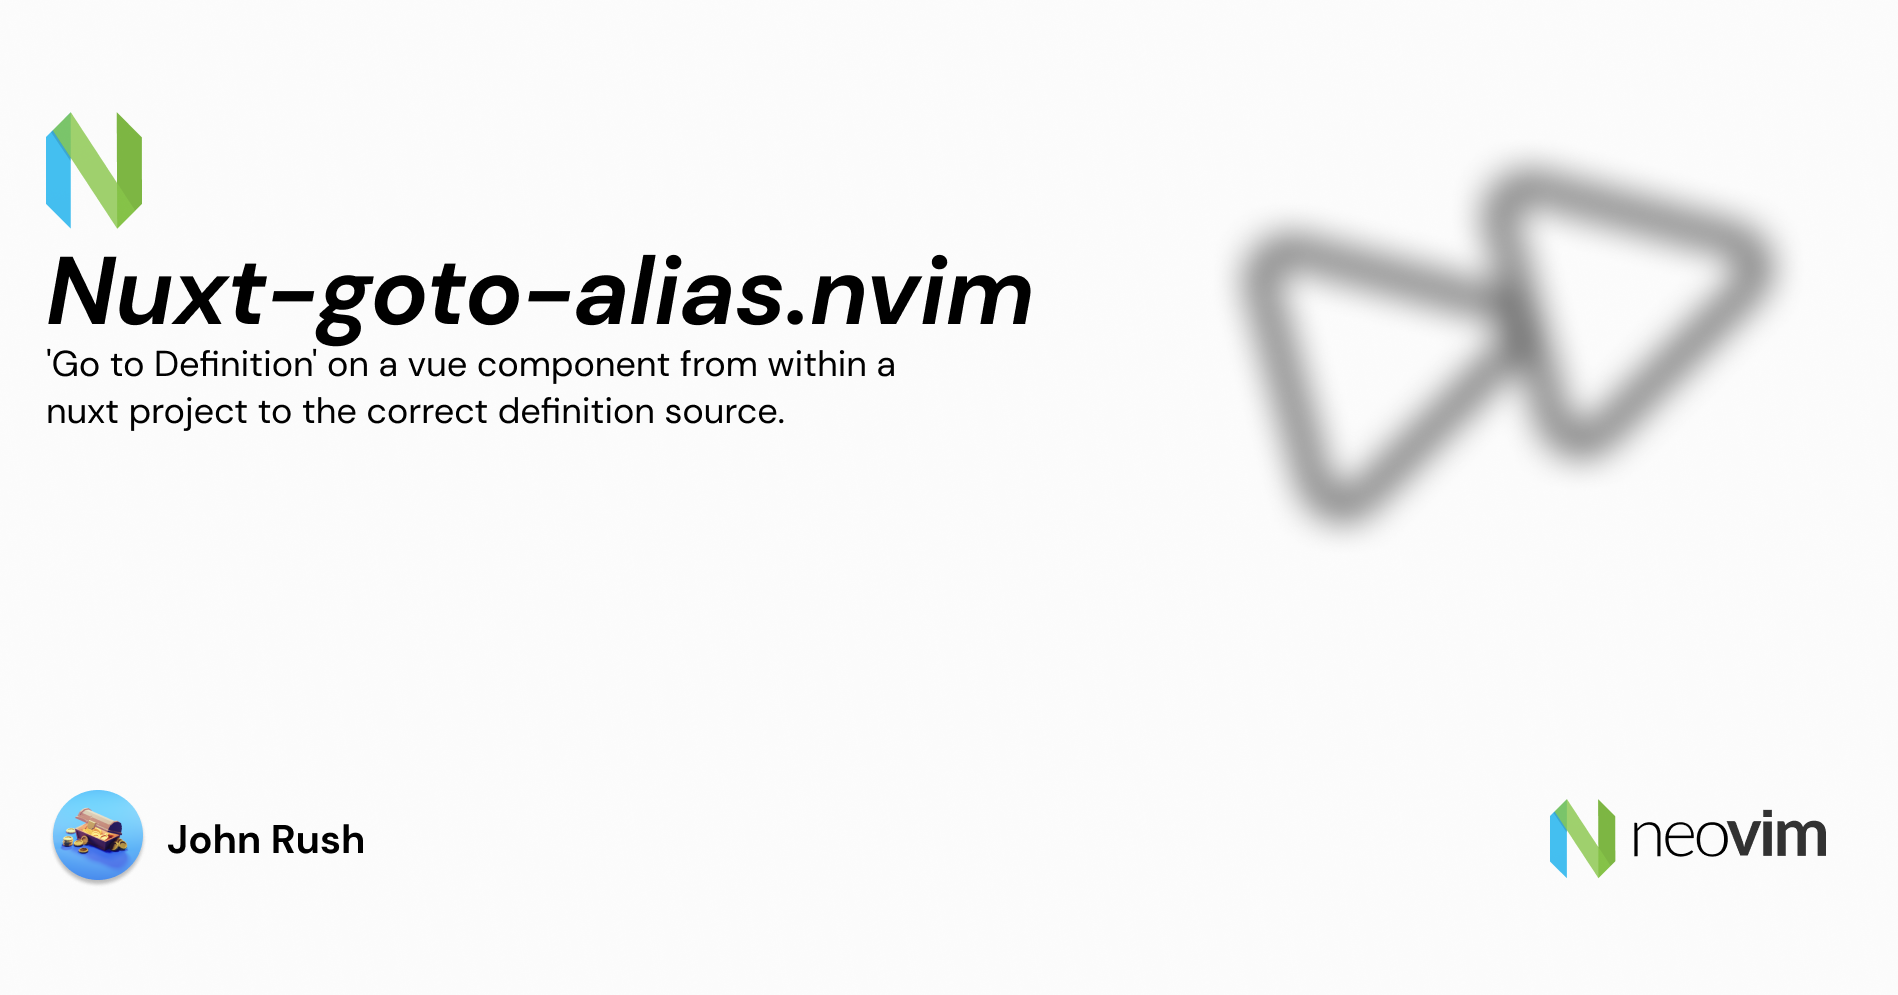 Nuxt-goto-alias.nvim
'Go to Definition' on a vue component from within a
nuxt project to the correct definition source.
John Rush
neovim